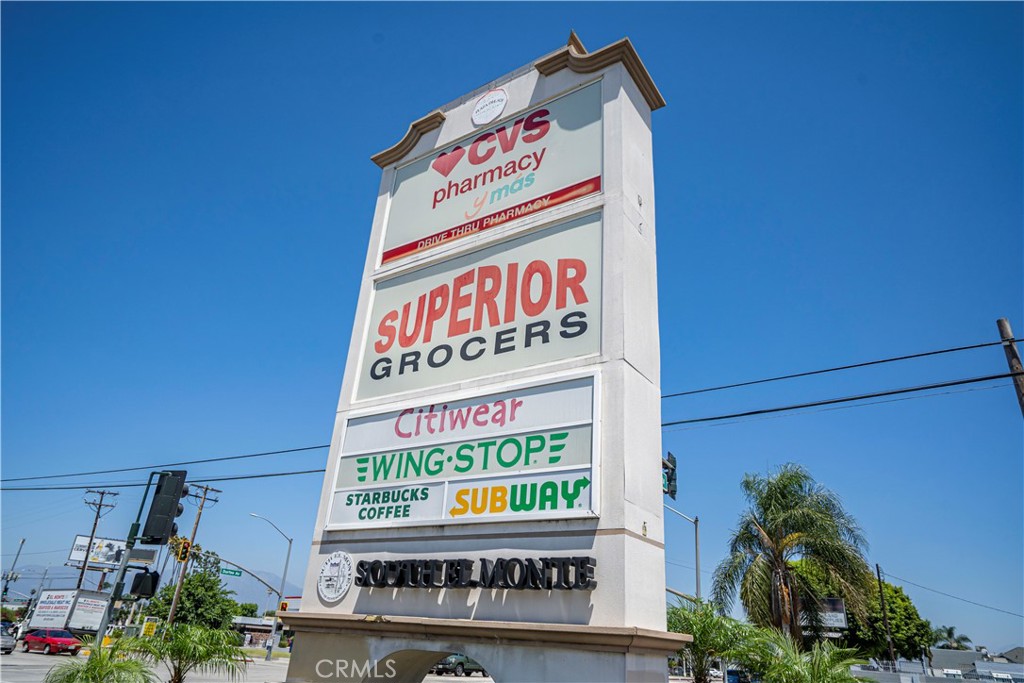 CVS
pharmacy
y más
DRIVE THRU PHARMACY
SUPERIOR
GROCERS
Citiwear
WING·STOP
STARBUCKS
COFFEE
SUBWAY
SOUTH EL MONTE
CRMLS